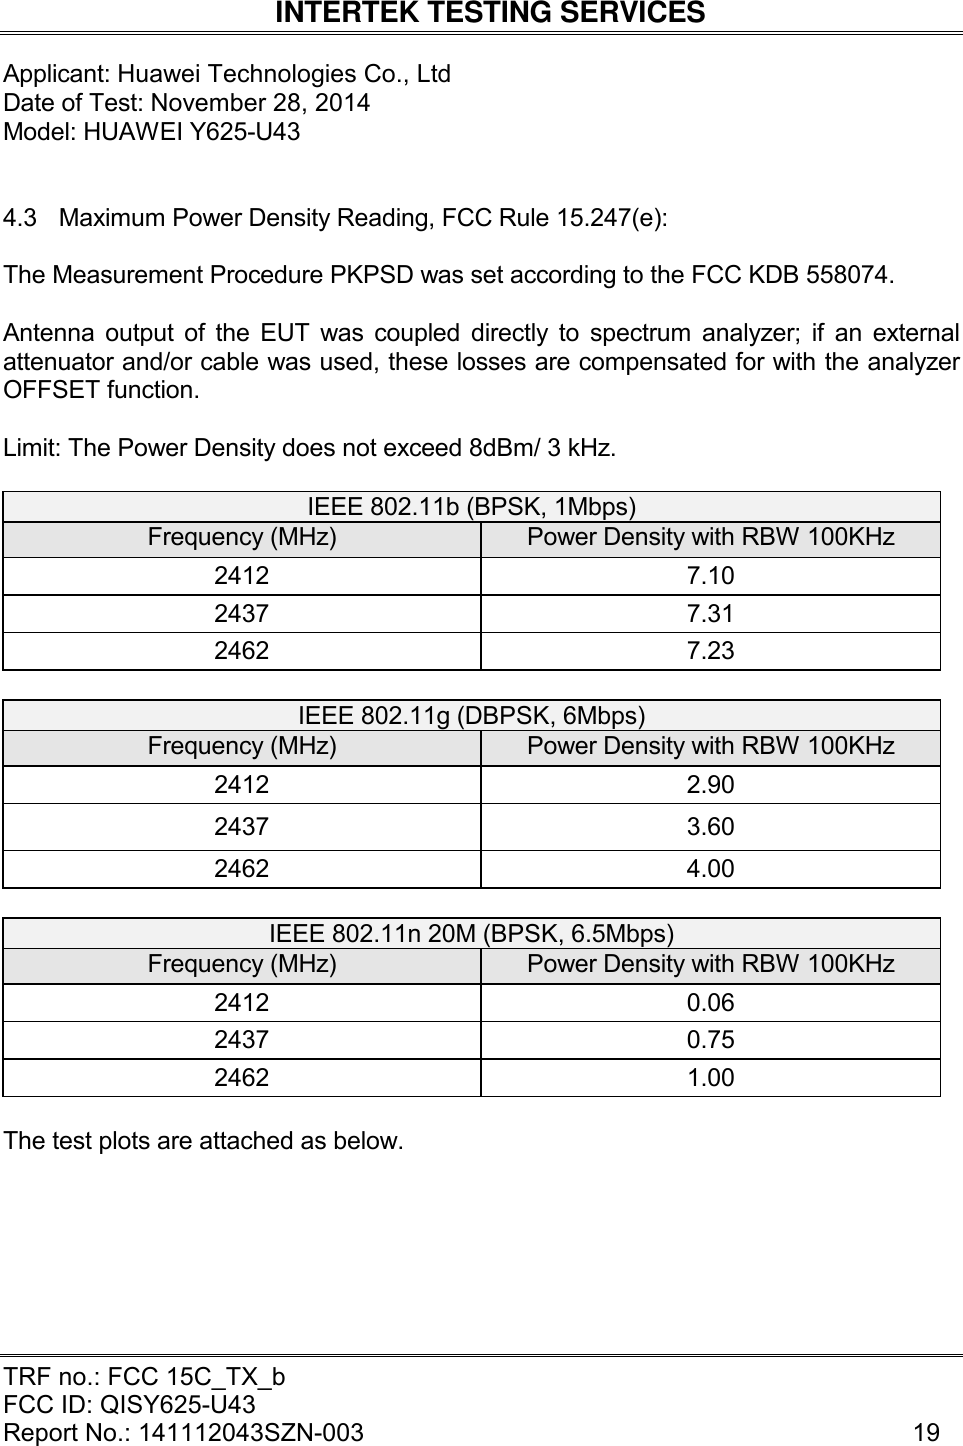 INTERTEK TESTING SERVICES
Applicant: Huawei Technologies Co., Ltd
Date of Test: November 28, 2014
Model: HUAWEI Y625-U43
4.3 Maximum Power Density Reading, FCC Rule 15.247(e):
The Measurement Procedure PKPSD was set according to the FCC KDB 558074.
Antenna output of the EUT was coupled directly to spectrum analyzer; if an external
attenuator and/or cable was used, these losses are compensated for with the analyzer
OFFSET function.
Limit: The Power Density does not exceed 8dBm/ 3 kHz.
IEEE 802.11b (BPSK, 1Mbps)
Frequency (MHz) Power Density with RBW 100KHz
2412 7.10
2437 7.31
2462 7.23
IEEE 802.11g (DBPSK, 6Mbps)
Frequency (MHz) Power Density with RBW 100KHz
2412 2.90
2437 3.60
2462 4.00
IEEE 802.11n 20M (BPSK, 6.5Mbps)
Frequency (MHz) Power Density with RBW 100KHz
2412 0.06
2437 0.75
2462 1.00
The test plots are attached as below.
TRF no.: FCC 15C_TX_b
FCC ID: QISY625-U43
Report No.: 141112043SZN-003 19